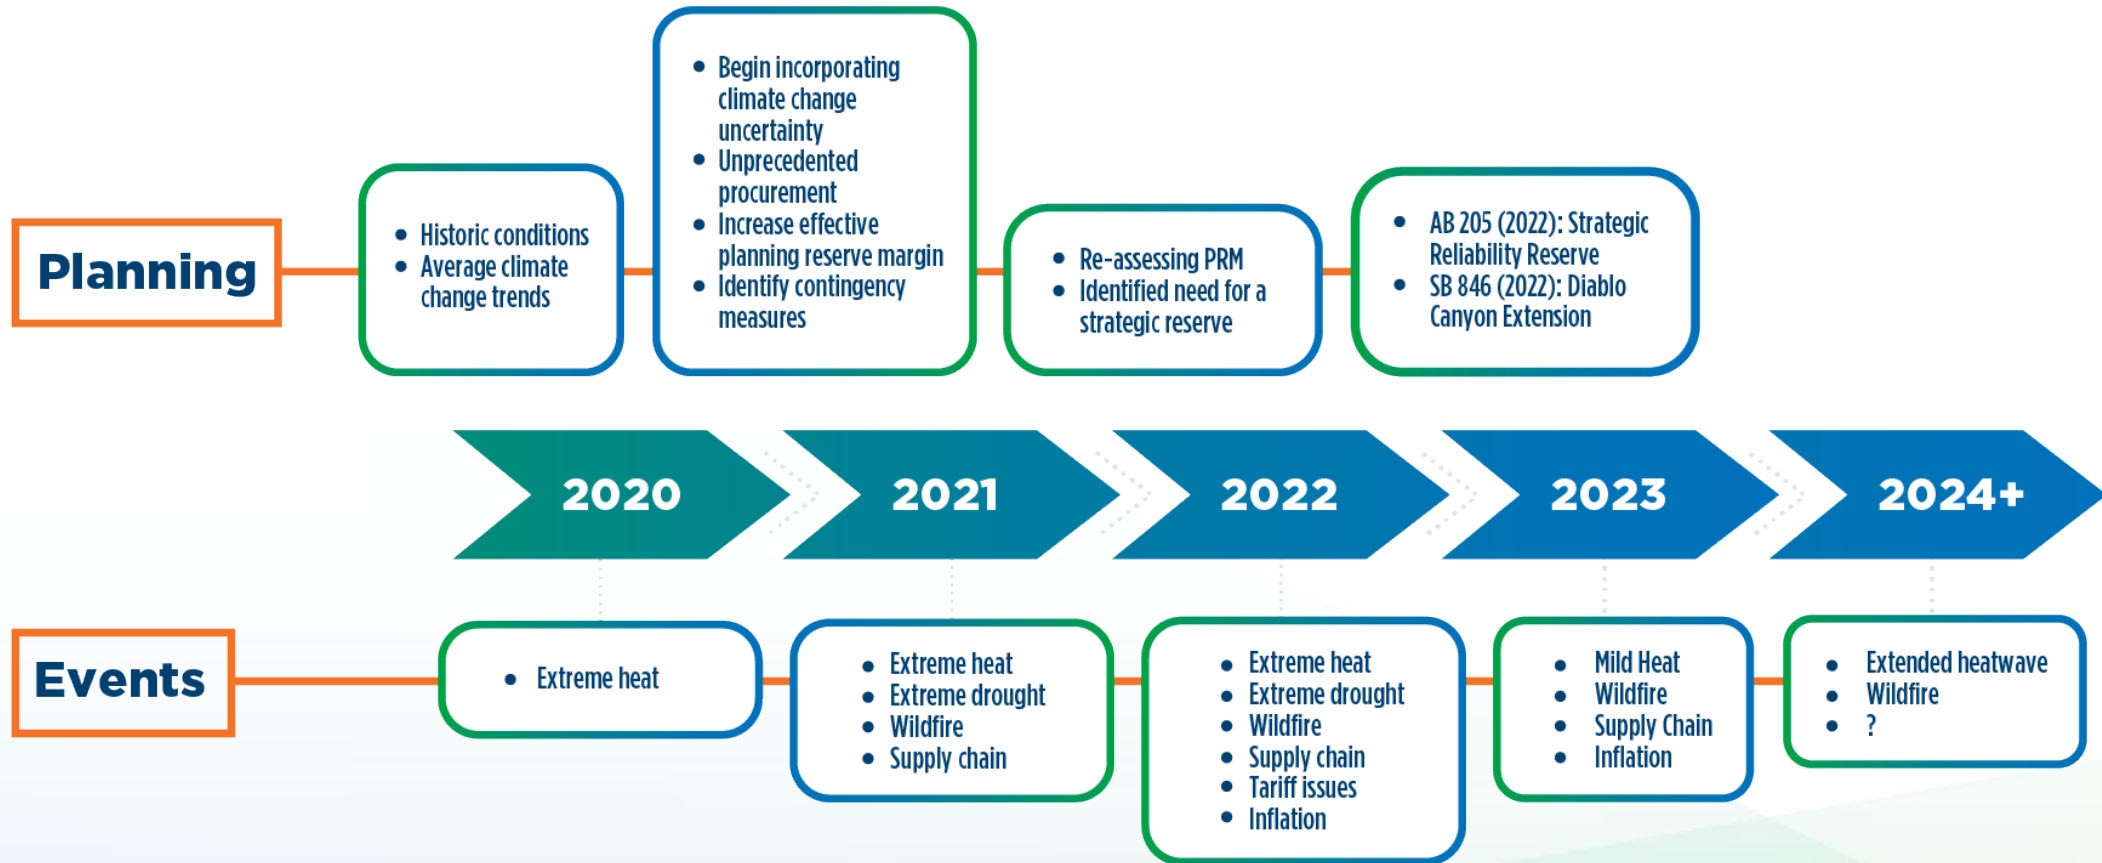 Planning
• Historic conditions
• Average climate
change trends
• Begin incorporating
climate change
uncertainty
• Unprecedented
procurement
• Increase effective
planning reserve margin
• Identify contingency
measures
• Re-assessing PRM
• Identified need for a
strategic reserve
• AB 205 (2022): Strategic
Reliability Reserve
• SB 846 (2022): Diablo
Canyon Extension
2020
2021
2022
2023
2024+
Events
• Extreme heat
• Extreme heat
• Extreme drought
• Wildfire
• Supply chain
• Extreme heat
• Extreme drought
• Wildfire
• Supply chain
• Tariff issues
• Inflation
• Mild Heat
• Wildfire
• Supply Chain
• Inflation
• Extended heatwave
• Wildfire
• ?